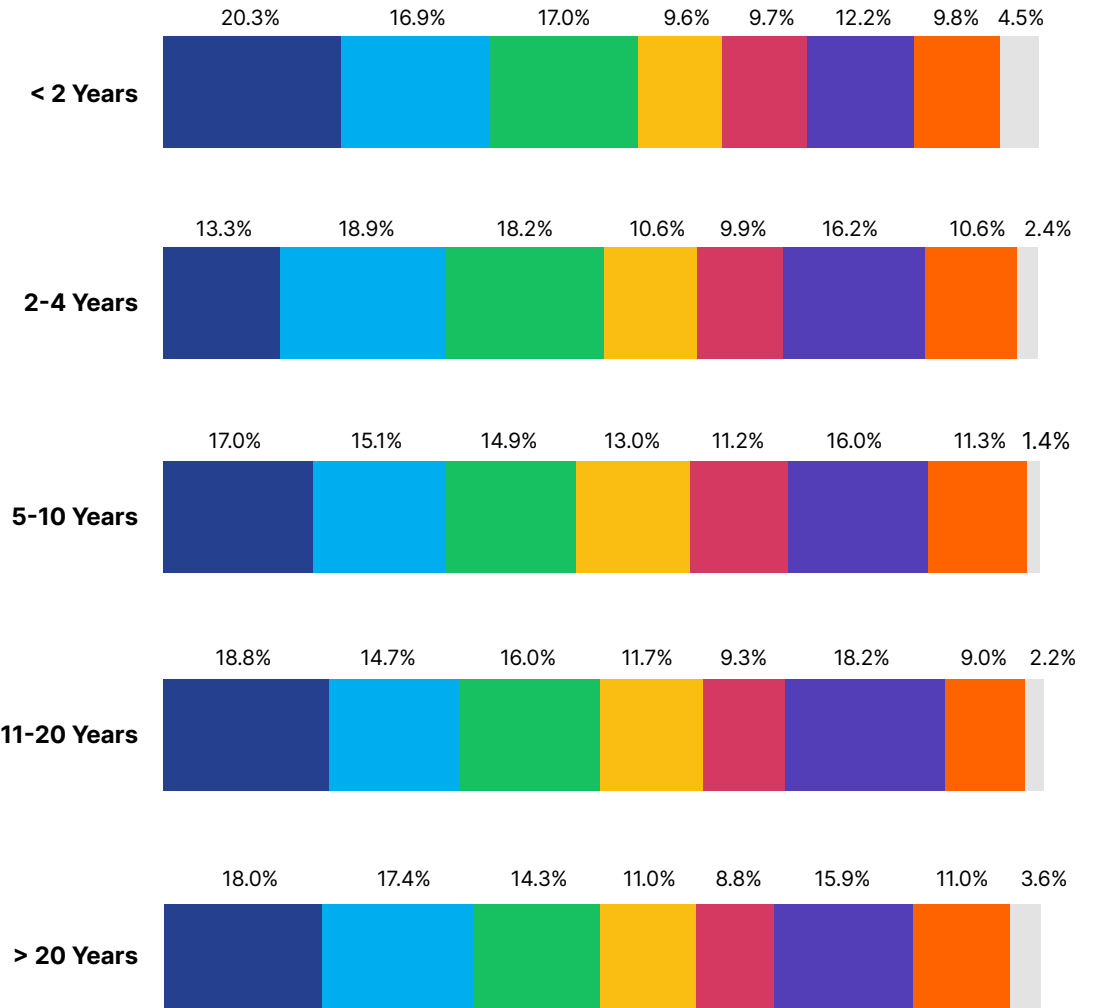 20.3% 16.9% 17.0% 9.6% 9.7% 12.2% 9.8% 4.5%
< 2 Years
13.3% 18.9% 18.2% 10.6% 9.9% 16.2% 10.6% 2.4%
2-4 Years
17.0% 15.1% 14.9% 13.0% 11.2% 16.0% 11.3% 1.4%
5-10 Years
18.8% 14.7% 16.0% 11.7% 9.3% 18.2% 9.0% 2.2%
11-20 Years
18.0% 17.4% 14.3% 11.0% 8.8% 15.9% 11.0% 3.6%
> 20 Years